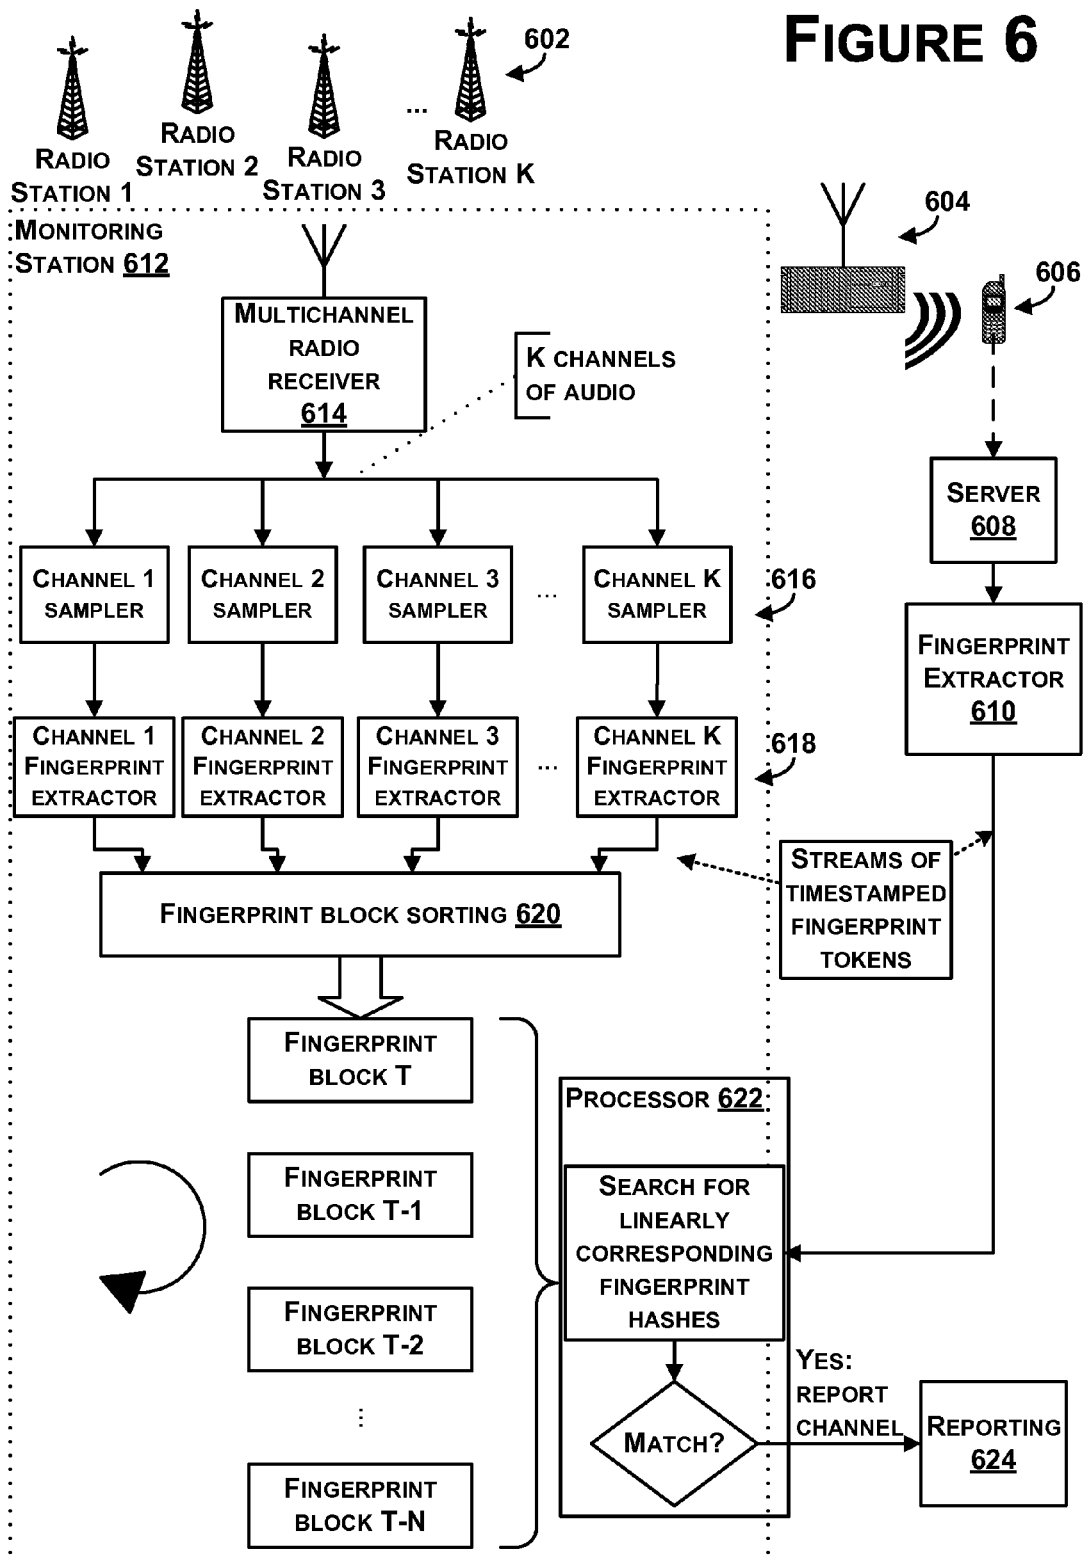 FIGURE 6
602
RADIO
STATION 1
RADIO
STATION 2
RADIO
STATION 3
...
RADIO
STATION K
604
606
MONITORING
STATION 612
MULTICHANNEL
RADIO
RECEIVER
614
K CHANNELS
OF AUDIO
SERVER
608
CHANNEL 1
SAMPLER
CHANNEL 2
SAMPLER
CHANNEL 3
SAMPLER
...
CHANNEL K
SAMPLER
616
FINGERPRINT
EXTRACTOR
610
CHANNEL 1
FINGERPRINT
EXTRACTOR
CHANNEL 2
FINGERPRINT
EXTRACTOR
CHANNEL 3
FINGERPRINT
EXTRACTOR
...
CHANNEL K
FINGERPRINT
EXTRACTOR
618
STREAMS OF
TIMESTAMPED
FINGERPRINT
TOKENS
FINGERPRINT BLOCK SORTING 620
FINGERPRINT
BLOCK T
FINGERPRINT
BLOCK T-1
FINGERPRINT
BLOCK T-2
...
FINGERPRINT
BLOCK T-N
PROCESSOR 622
SEARCH FOR
LINEARLY
CORRESPONDING
FINGERPRINT
HASHES
MATCH?
YES:
REPORT
CHANNEL
REPORTING
624